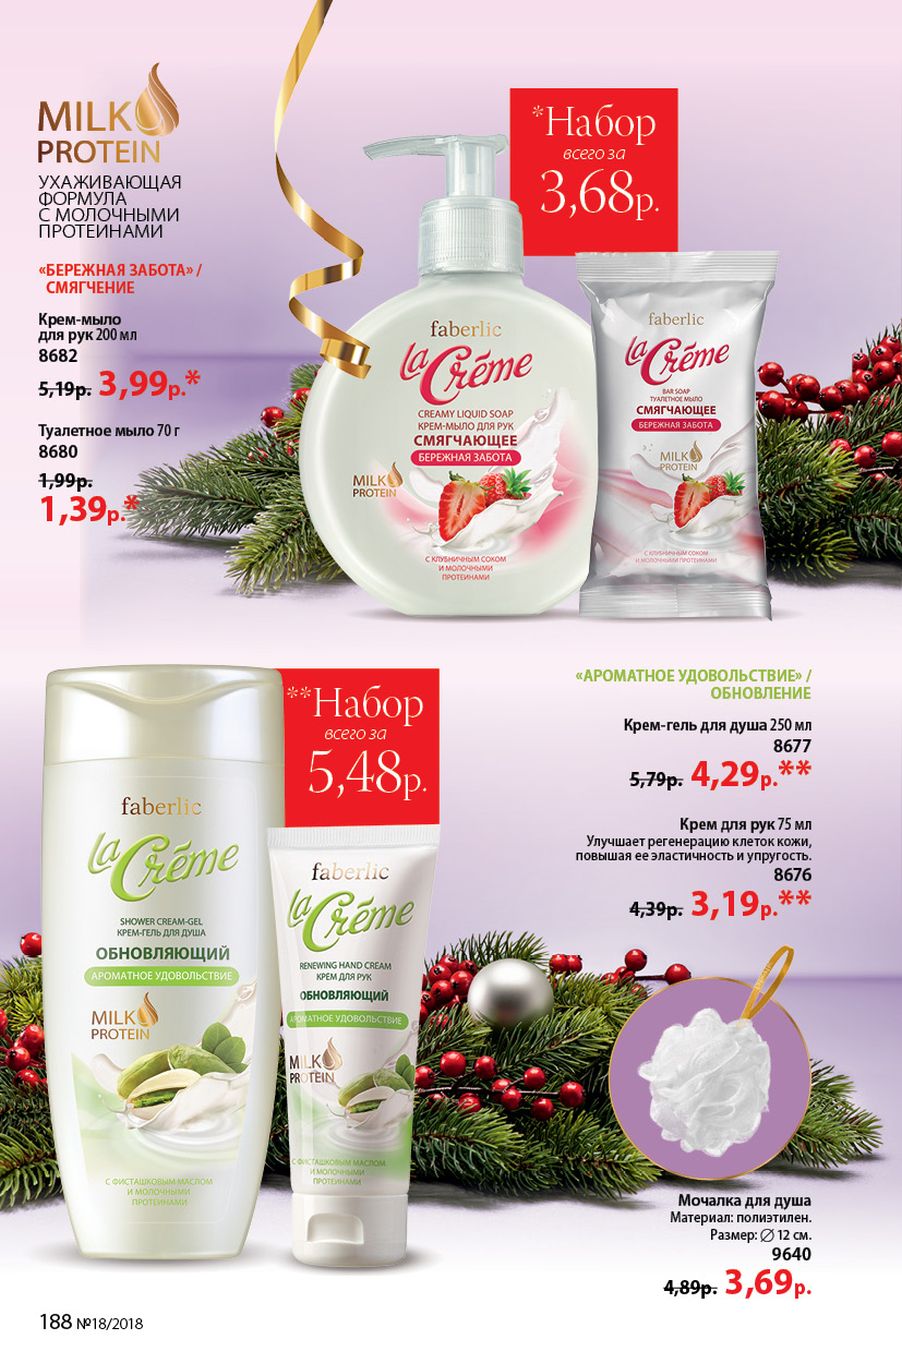 MILK
PROTEIN
УХАЖИВАЮЩАЯ
ФОРМУЛА
С МОЛОЧНЫМИ
ПРОТЕИНАМИ
«БЕРЕЖНАЯ ЗАБОТА» /
СМЯГЧЕНИЕ
Крем-мыло
для рук 200 мл
8682
5,19р. 3,99р.*
Туалетное мыло 70 г
8680
1,99р.
1,39р.*
*Набор
всего за
3,68р.
faberlic
la Crème
CREAMY LIQUID SOAP
КРЕМ-МЫЛО ДЛЯ РУК
СМЯГЧАЮЩЕЕ
БЕРЕЖНАЯ ЗАБОТА
MILK
PROTEIN
С КЛУБНИЧНЫМ СОКОМ
И МОЛОЧНЫМИ
ПРОТЕИНАМИ
faberlic
la Crème
BAR SOAP
ТУАЛЕТНОЕ МЫЛО
СМЯГЧАЮЩЕЕ
БЕРЕЖНАЯ ЗАБОТА
MILK
PROTEIN
С КЛУБНИЧНЫМ СОКОМ
И МОЛОЧНЫМИ ПРОТЕИНАМИ
**Набор
всего за
5,48р.
faberlic
la Crème
SHOWER CREAM-GEL
КРЕМ-ГЕЛЬ ДЛЯ ДУША
ОБНОВЛЯЮЩИЙ
АРОМАТНОЕ УДОВОЛЬСТВИЕ
MILK
PROTEIN
С ФИСТАШКОВЫМ МАСЛОМ
И МОЛОЧНЫМИ
ПРОТЕИНАМИ
faberlic
la Crème
RENEWING HAND CREAM
КРЕМ ДЛЯ РУК
ОБНОВЛЯЮЩИЙ
АРОМАТНОЕ УДОВОЛЬСТВИЕ
MILK
PROTEIN
С ФИСТАШКОВЫМ МАСЛОМ
И МОЛОЧНЫМИ
ПРОТЕИНАМИ
«АРОМАТНОЕ УДОВОЛЬСТВИЕ» /
ОБНОВЛЕНИЕ
Крем-гель для душа 250 мл
8677
5,79р. 4,29р.**
Крем для рук 75 мл
Улучшает регенерацию клеток кожи,
повышая ее эластичность и упругость.
8676
4,39р. 3,19р.**
Мочалка для душа
Материал: полиэтилен.
Размер: ∅ 12 см.
9640
4,89р. 3,69р.
188 №18/2018